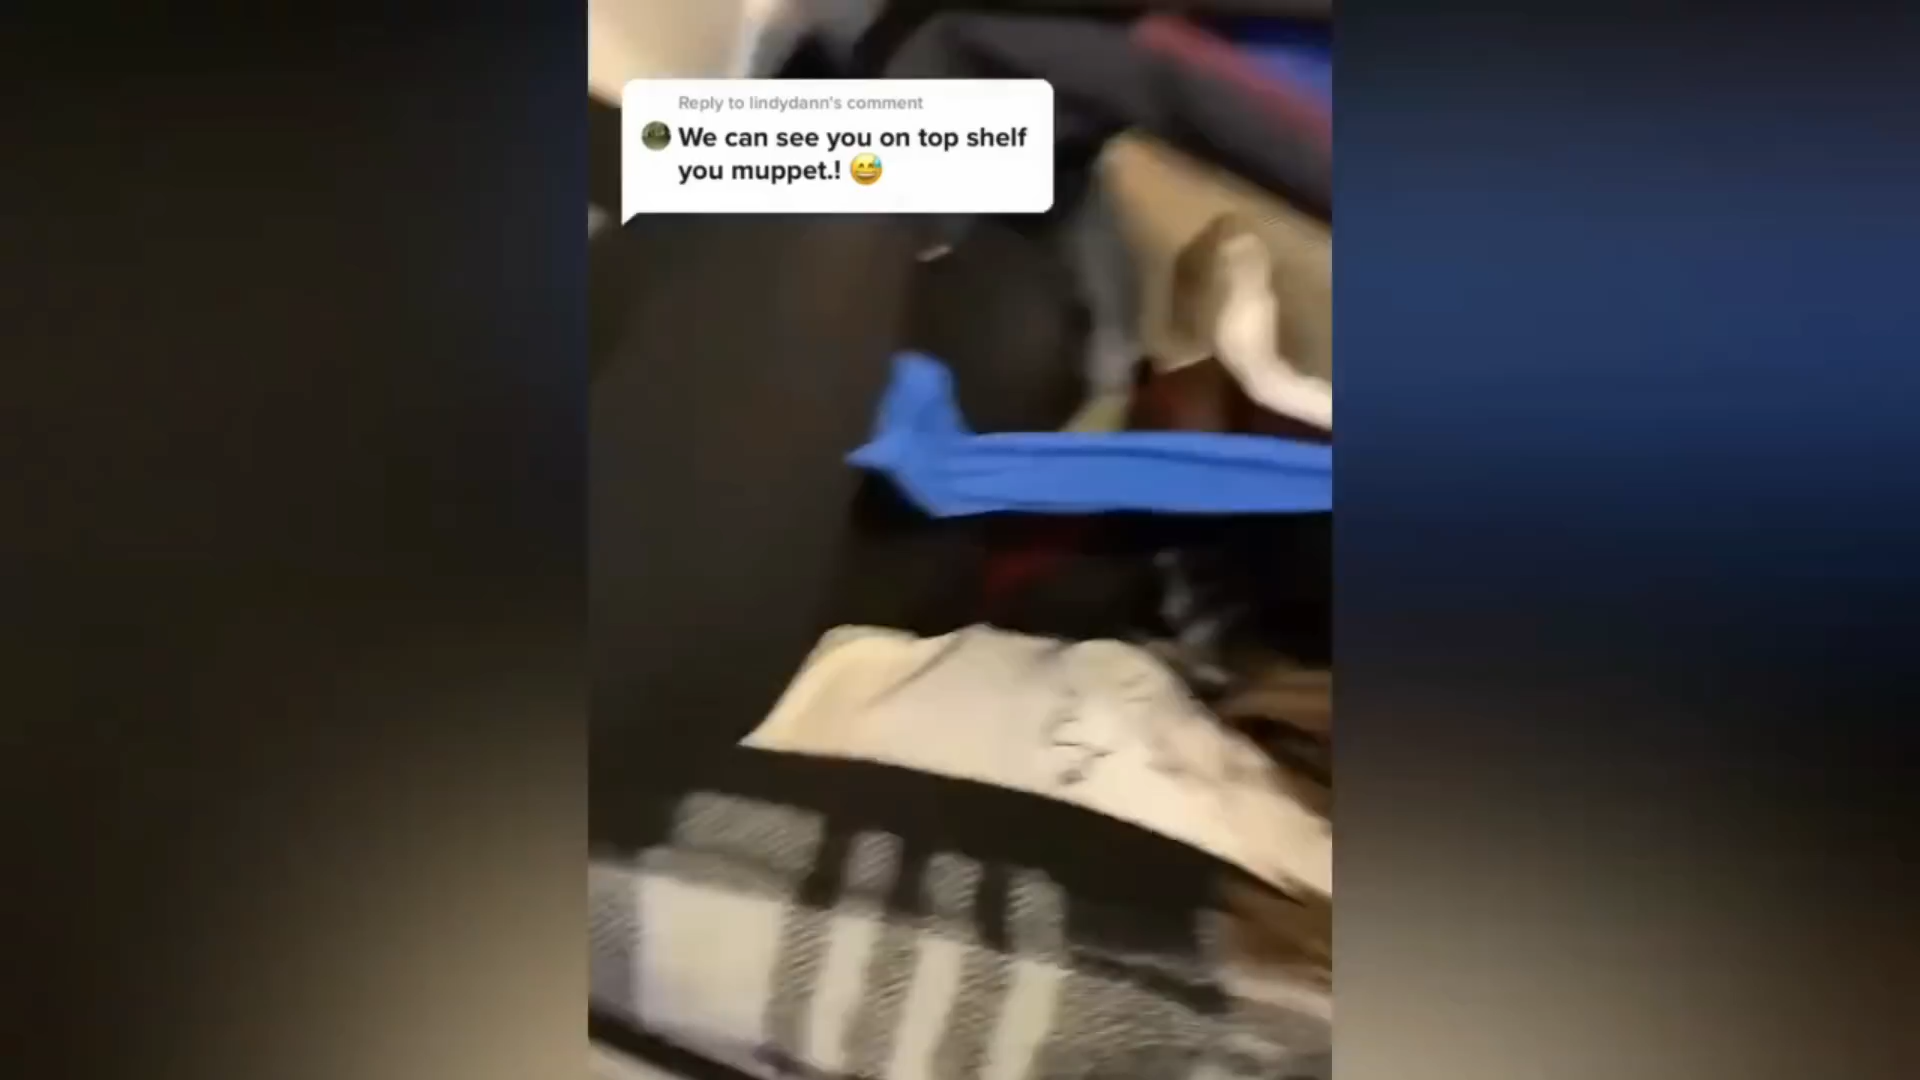 Reply to lindydann's comment
We can see you on top shelf
you muppet.! 😅